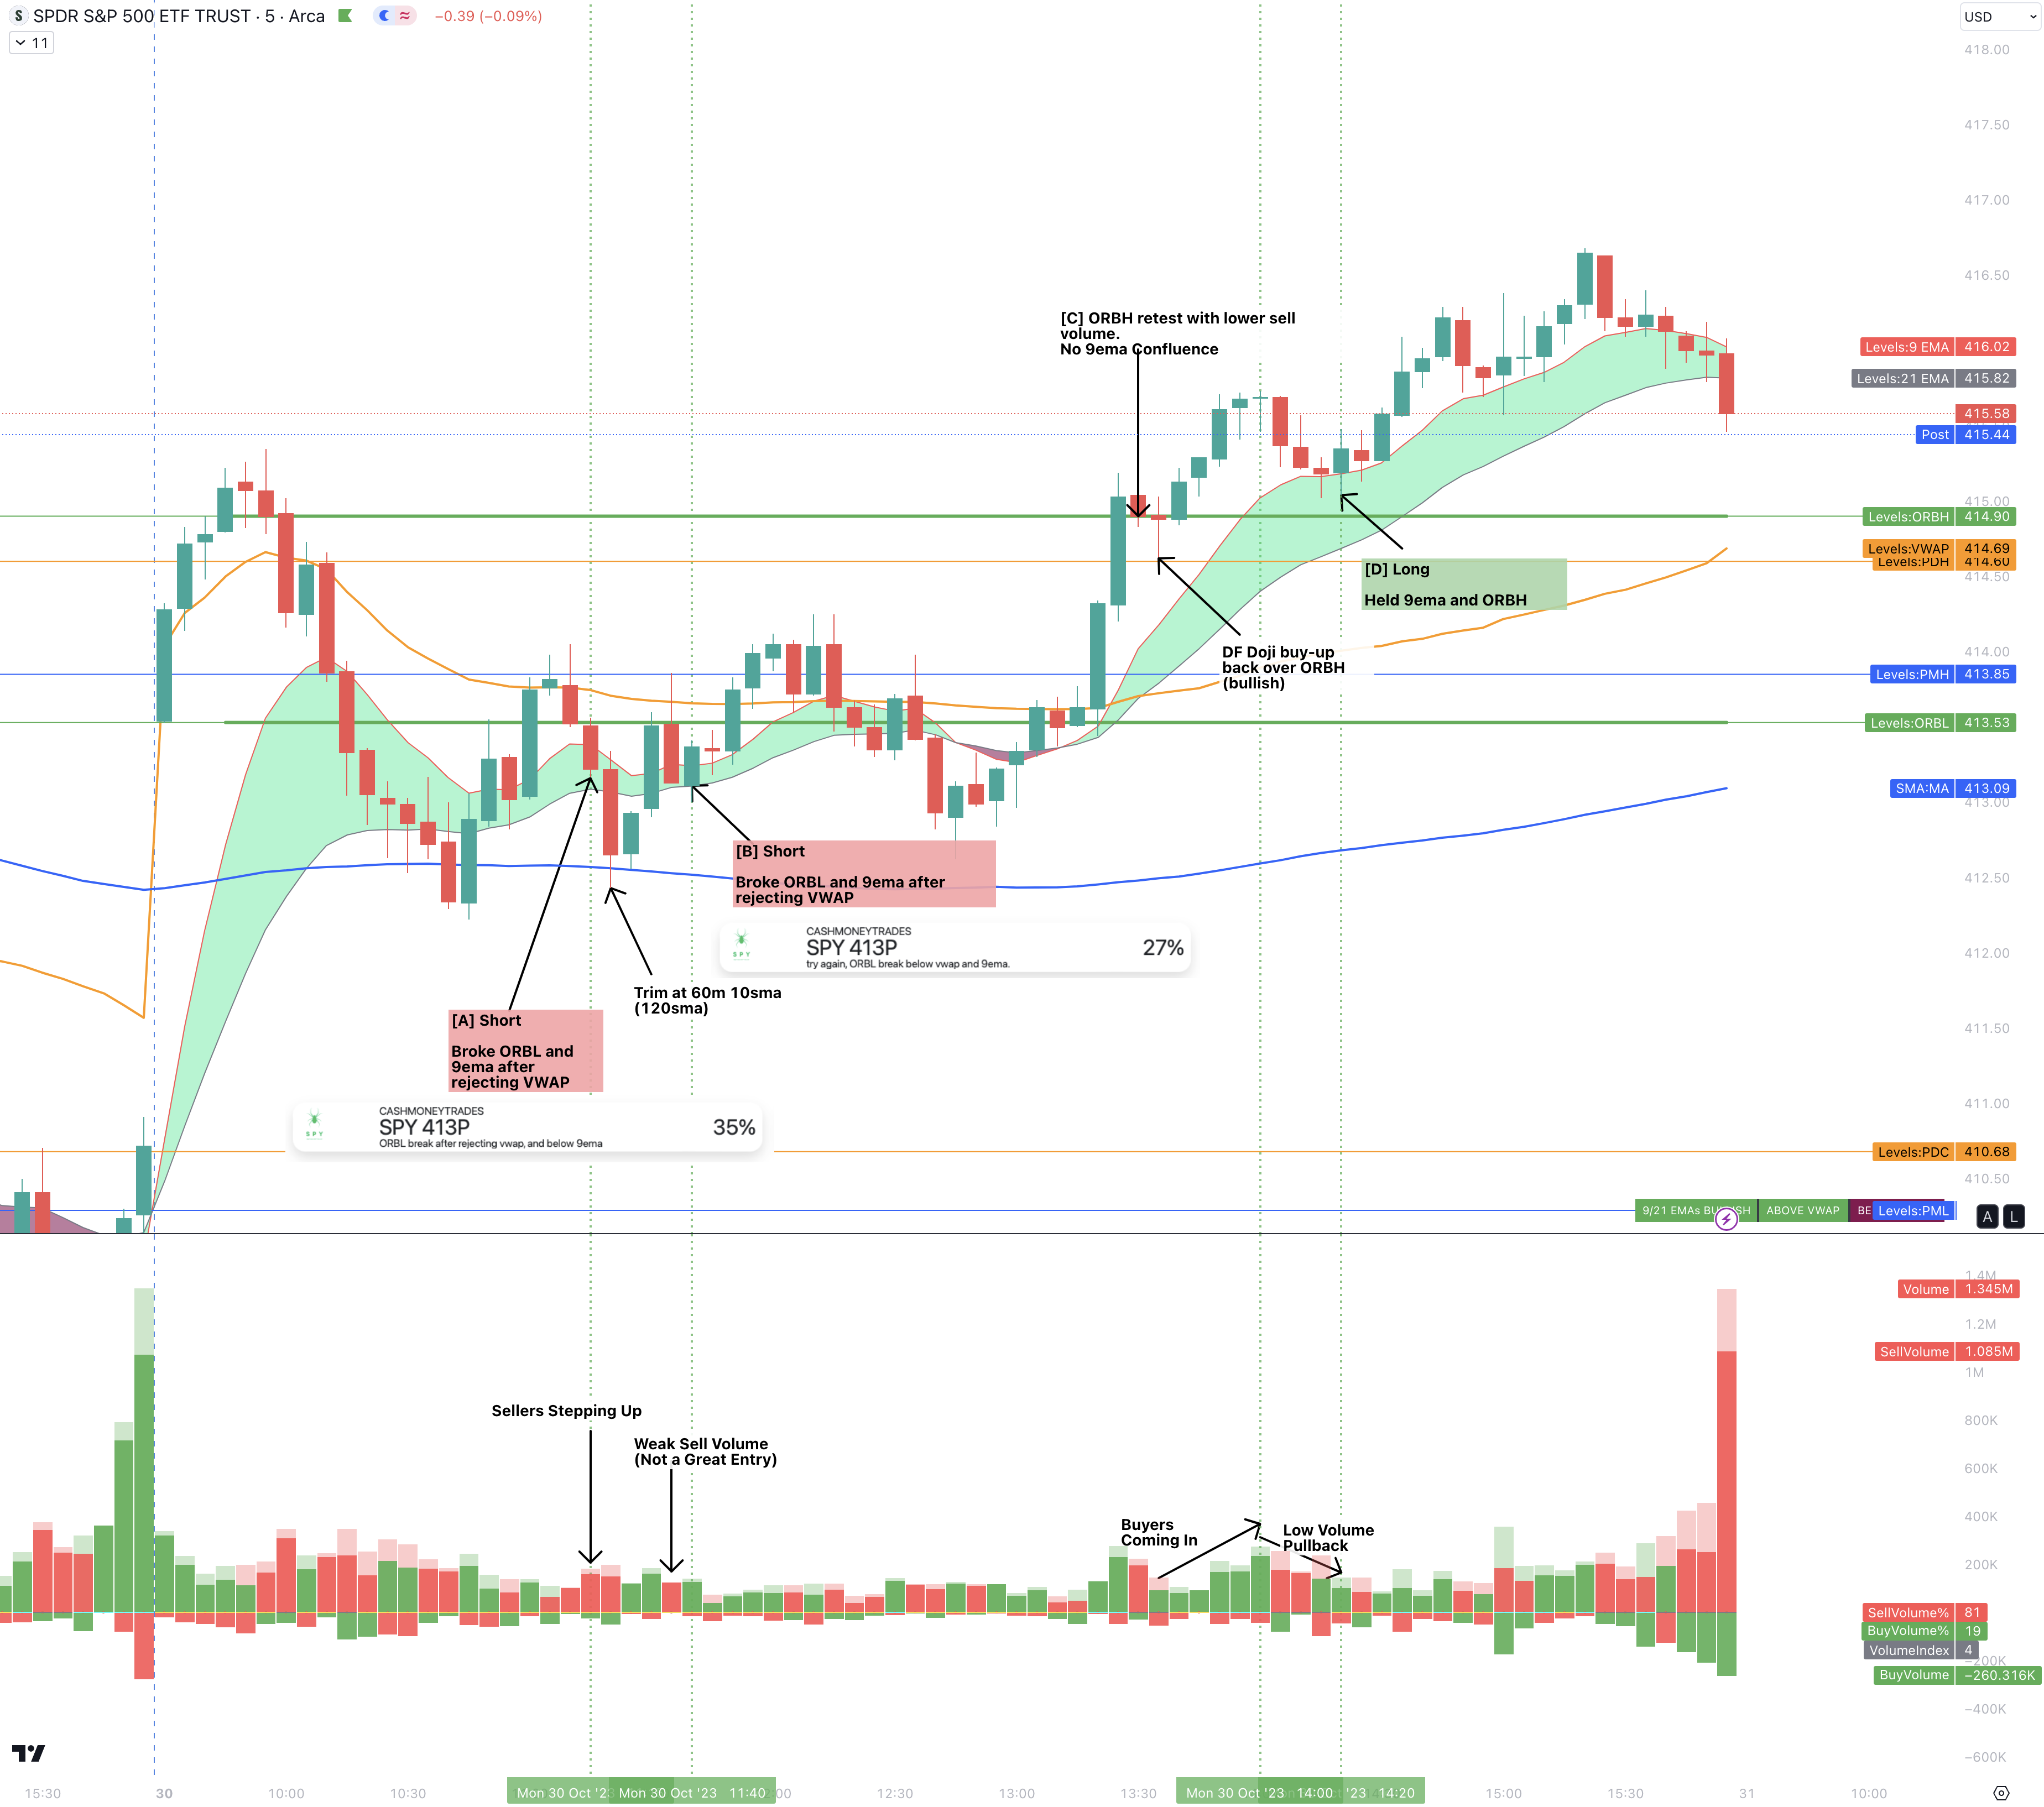 SPDR S&P 500 ETF TRUST · 5 · Arca
−0.39 (−0.09%)
USD
11
418.00
417.50
417.00
416.50
[C] ORBH retest with lower sell
volume.
No 9ema Confluence
Levels:9 EMA 416.02
Levels:21 EMA 415.82
415.58
Post 415.44
415.00
Levels:ORBH 414.90
Levels:VWAP 414.69
Levels:PDH 414.60
414.50
[D] Long
Held 9ema and ORBH
DF Doji buy-up
back over ORBH
(bullish)
414.00
Levels:PMH 413.85
Levels:ORBL 413.53
SMA:MA 413.09
413.00
[B] Short
Broke ORBL and 9ema after
rejecting VWAP
412.50
CASHMONEYTRADES
SPY 413P
try again, ORBL break below vwap and 9ema.
27%
SPY
412.00
Trim at 60m 10sma
(120sma)
411.50
[A] Short
Broke ORBL and
9ema after
rejecting VWAP
411.00
CASHMONEYTRADES
SPY 413P
ORBL break after rejecting vwap, and below 9ema
35%
SPY
Levels:PDC 410.68
410.50
9/21 EMAs
ABOVE VWAP
BE
Levels:PML
A L
1.4M
Volume 1.345M
1.2M
SellVolume 1.085M
1M
Sellers Stepping Up
800K
Weak Sell Volume
(Not a Great Entry)
600K
400K
Buyers
Coming In
Low Volume
Pullback
200K
SellVolume% 81
BuyVolume% 19
VolumeIndex 4
−200K
BuyVolume −260.316K
−400K
−600K
15:30
30
10:00
10:30
Mon 30 Oct '23
Mon 30 Oct '23 11:40
12:30
13:00
13:30
Mon 30 Oct '23 14:00
'23 14:20
15:00
15:30
31
10:00